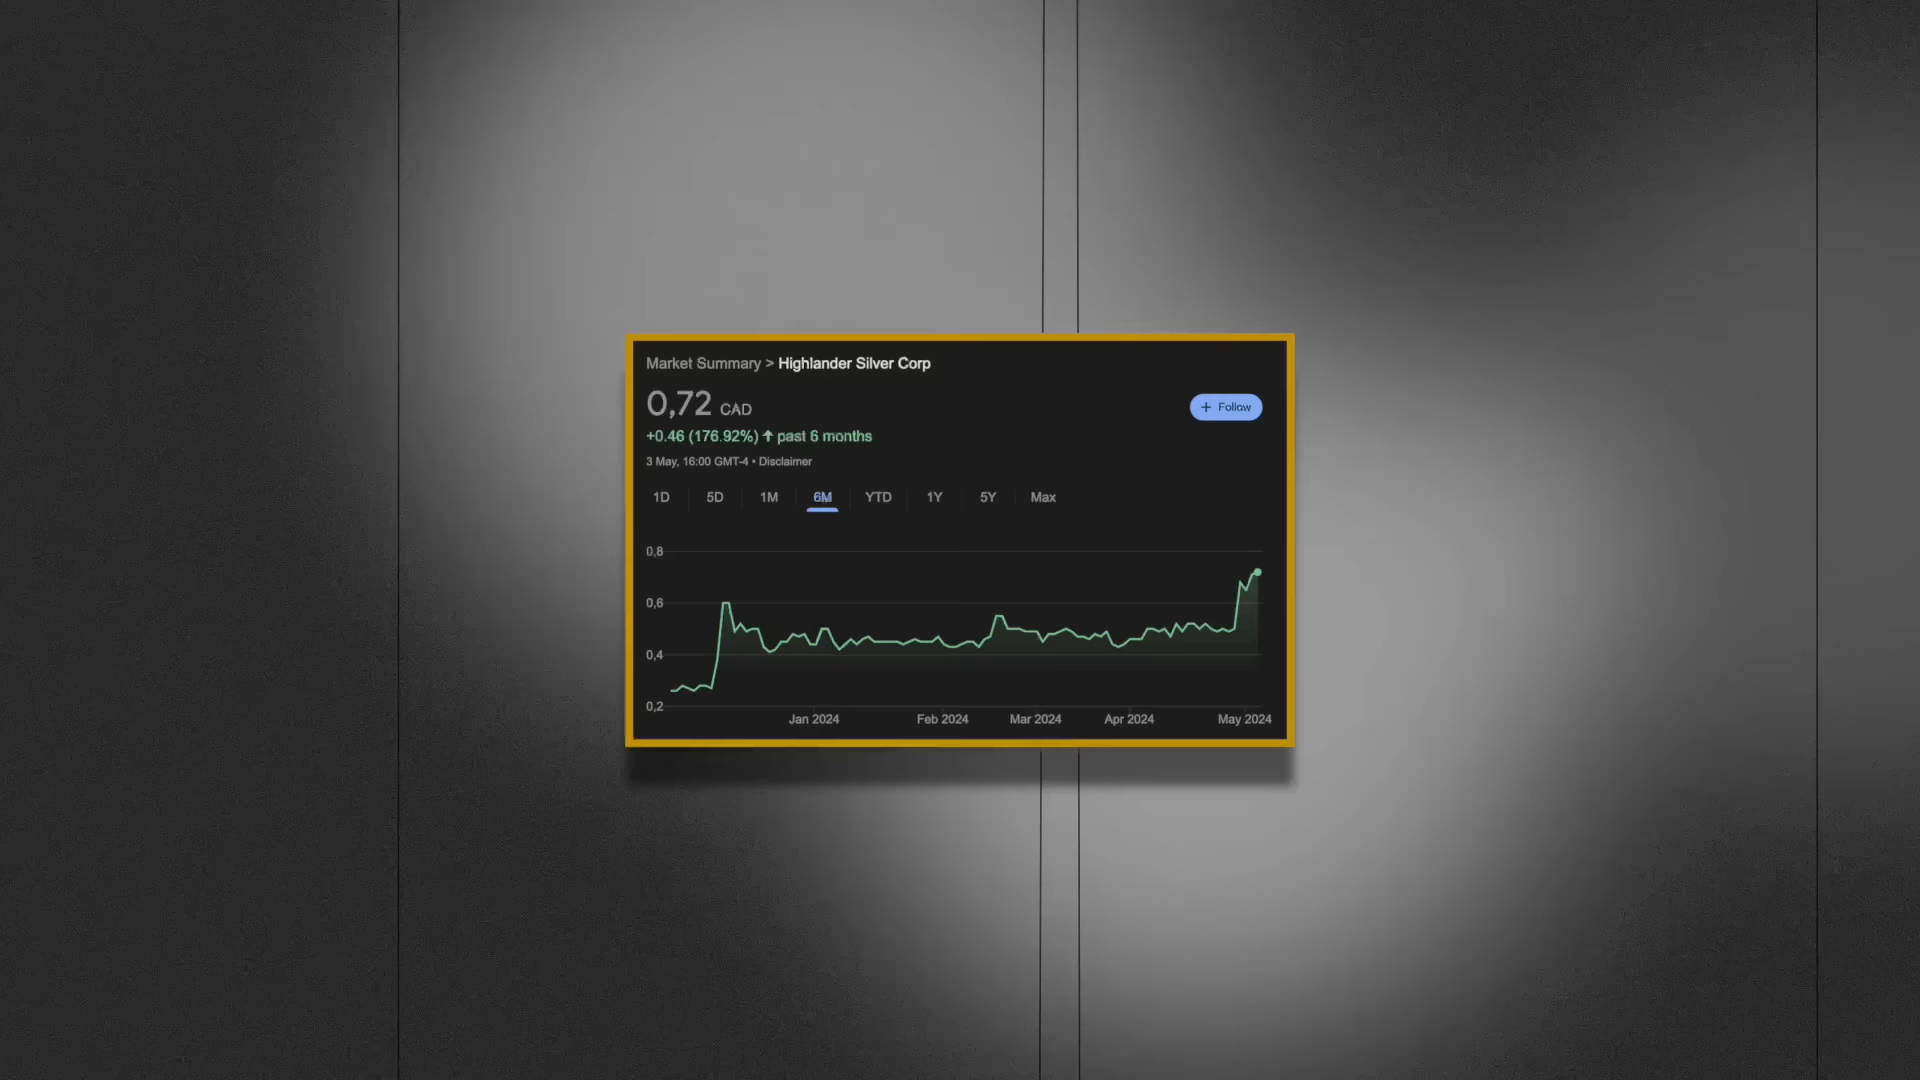 Market Summary > Highlander Silver Corp
0,72 CAD
+ Follow
+0.46 (176.92%) ↑ past 6 months
3 May, 16:00 GMT-4 • Disclaimer
1D 5D 1M 6M YTD 1Y 5Y Max
0,8
0,6
0,4
0,2
Jan 2024 Feb 2024 Mar 2024 Apr 2024 May 2024